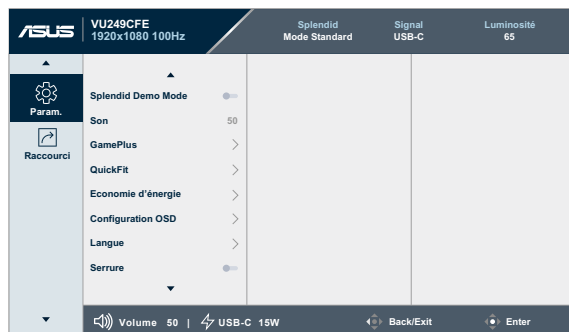 ASUS
VU249CFE
1920x1080 100Hz
Splendid
Mode Standard
Signal
USB-C
Luminosité
65
Param.
Raccourci
Splendid Demo Mode
Son 50
GamePlus
QuickFit
Economie d'énergie
Configuration OSD
Langue
Serrure
Volume 50 | USB-C 15W
Back/Exit
Enter